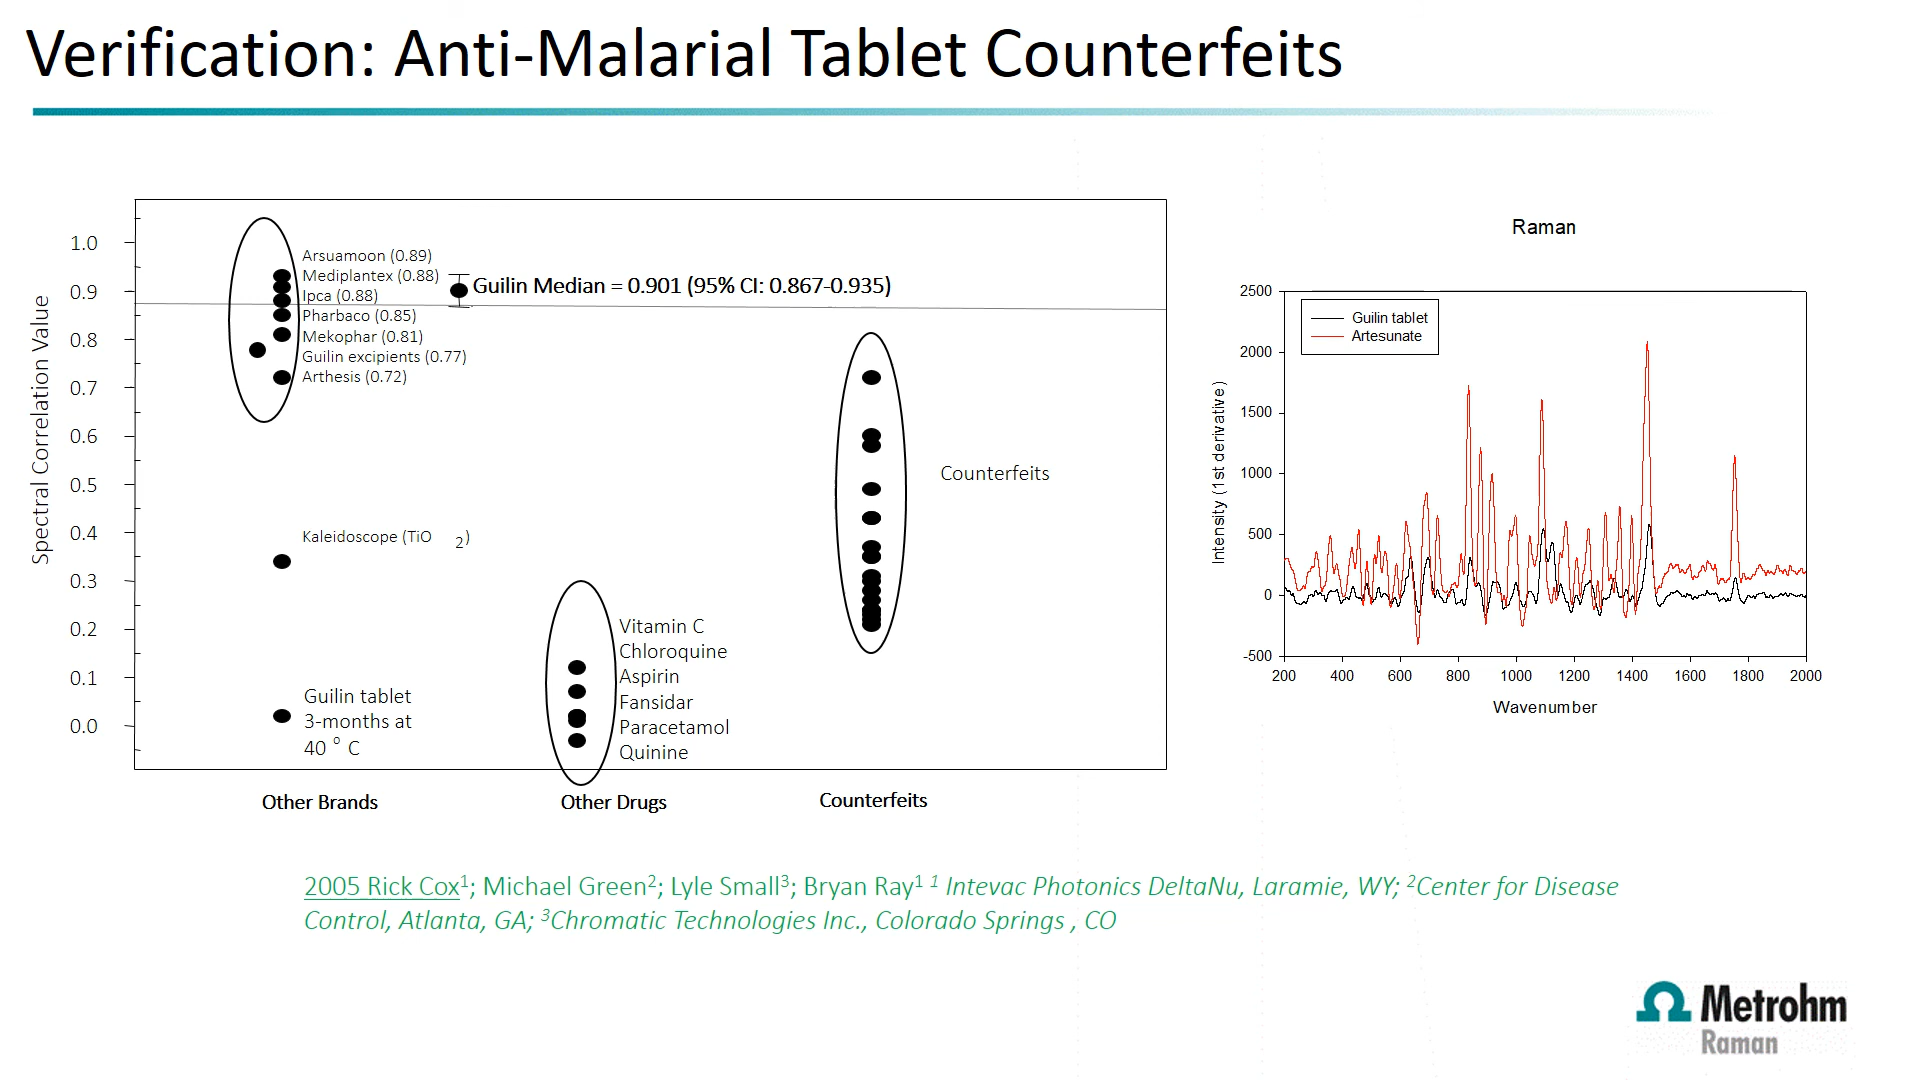 Verification: Anti-Malarial Tablet Counterfeits
Spectral Correlation Value
1.0
0.9
0.8
0.7
0.6
0.5
0.4
0.3
0.2
0.1
0.0
Arsuamoon (0.89)
Mediplantex (0.88)
Ipca (0.88)
Pharbaco (0.85)
Mekophar (0.81)
Guilin excipients (0.77)
Arthesis (0.72)
Guilin Median = 0.901 (95% CI: 0.867-0.935)
Kaleidoscope (TiO 2)
Guilin tablet
3-months at
40 ° C
Vitamin C
Chloroquine
Aspirin
Fansidar
Paracetamol
Quinine
Counterfeits
Other Brands
Other Drugs
Counterfeits
Raman
Intensity (1st derivative)
2500
2000
1500
1000
500
0
-500
Guilin tablet
Artesunate
200 400 600 800 1000 1200 1400 1600 1800 2000
Wavenumber
2005 Rick Cox1; Michael Green2; Lyle Small3; Bryan Ray1 1 Intevac Photonics DeltaNu, Laramie, WY; 2Center for Disease
Control, Atlanta, GA; 3Chromatic Technologies Inc., Colorado Springs , CO
Metrohm
Raman